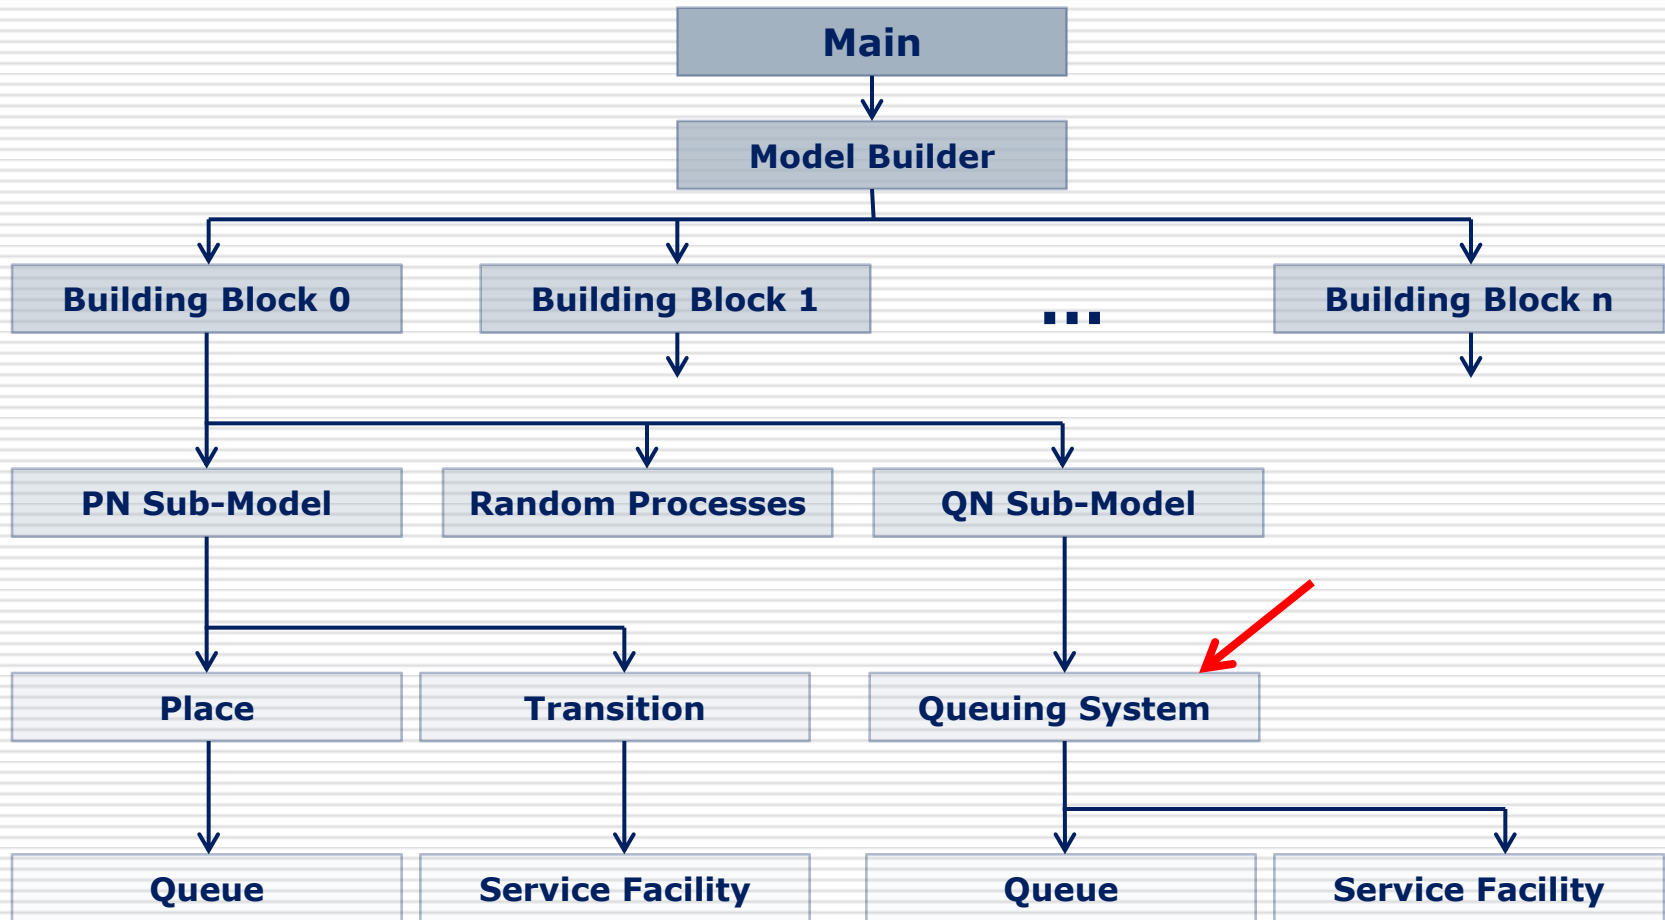 Main
Model Builder
Building Block 0
Building Block 1
...
Building Block n
PN Sub-Model
Random Processes
QN Sub-Model
Place
Transition
Queuing System
Queue
Service Facility
Queue
Service Facility